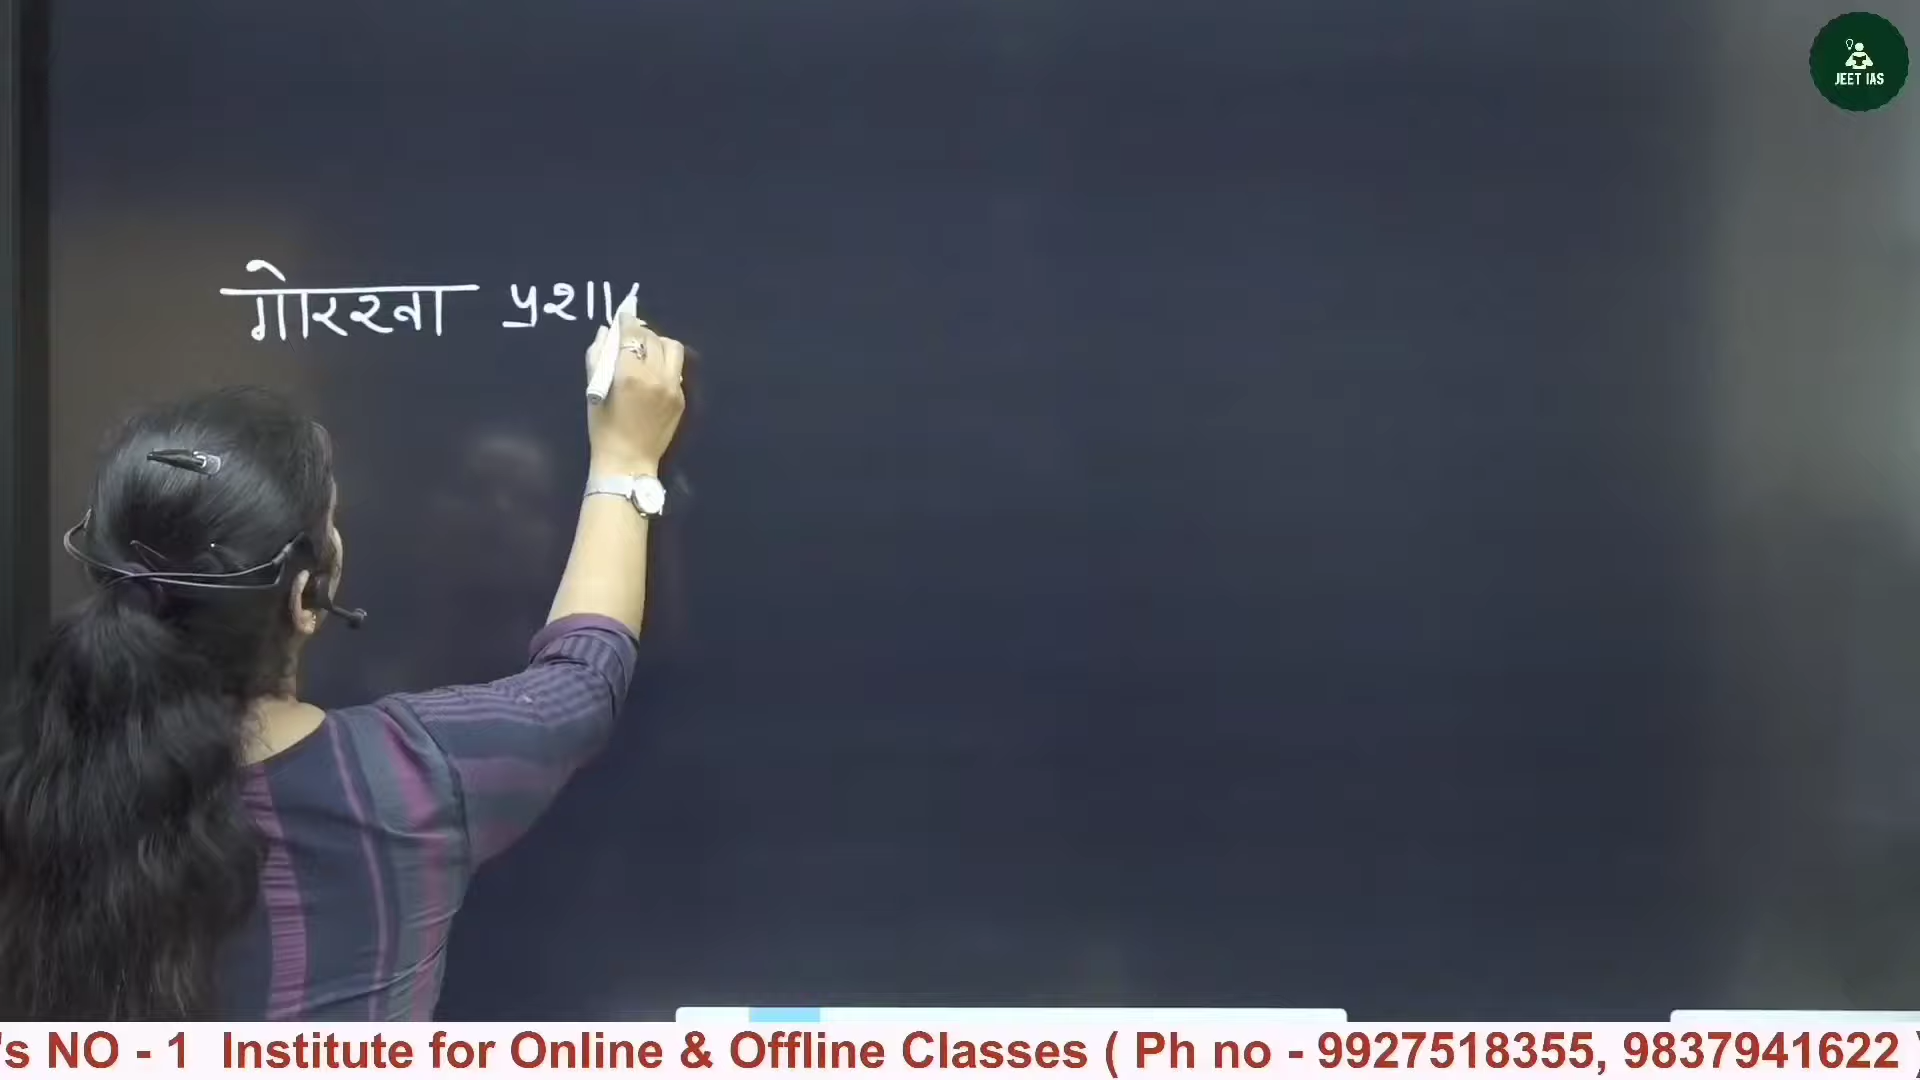 JEET IAS
गोरखा प्रशा
's NO - 1 Institute for Online & Offline Classes ( Ph no - 9927518355, 9837941622 )